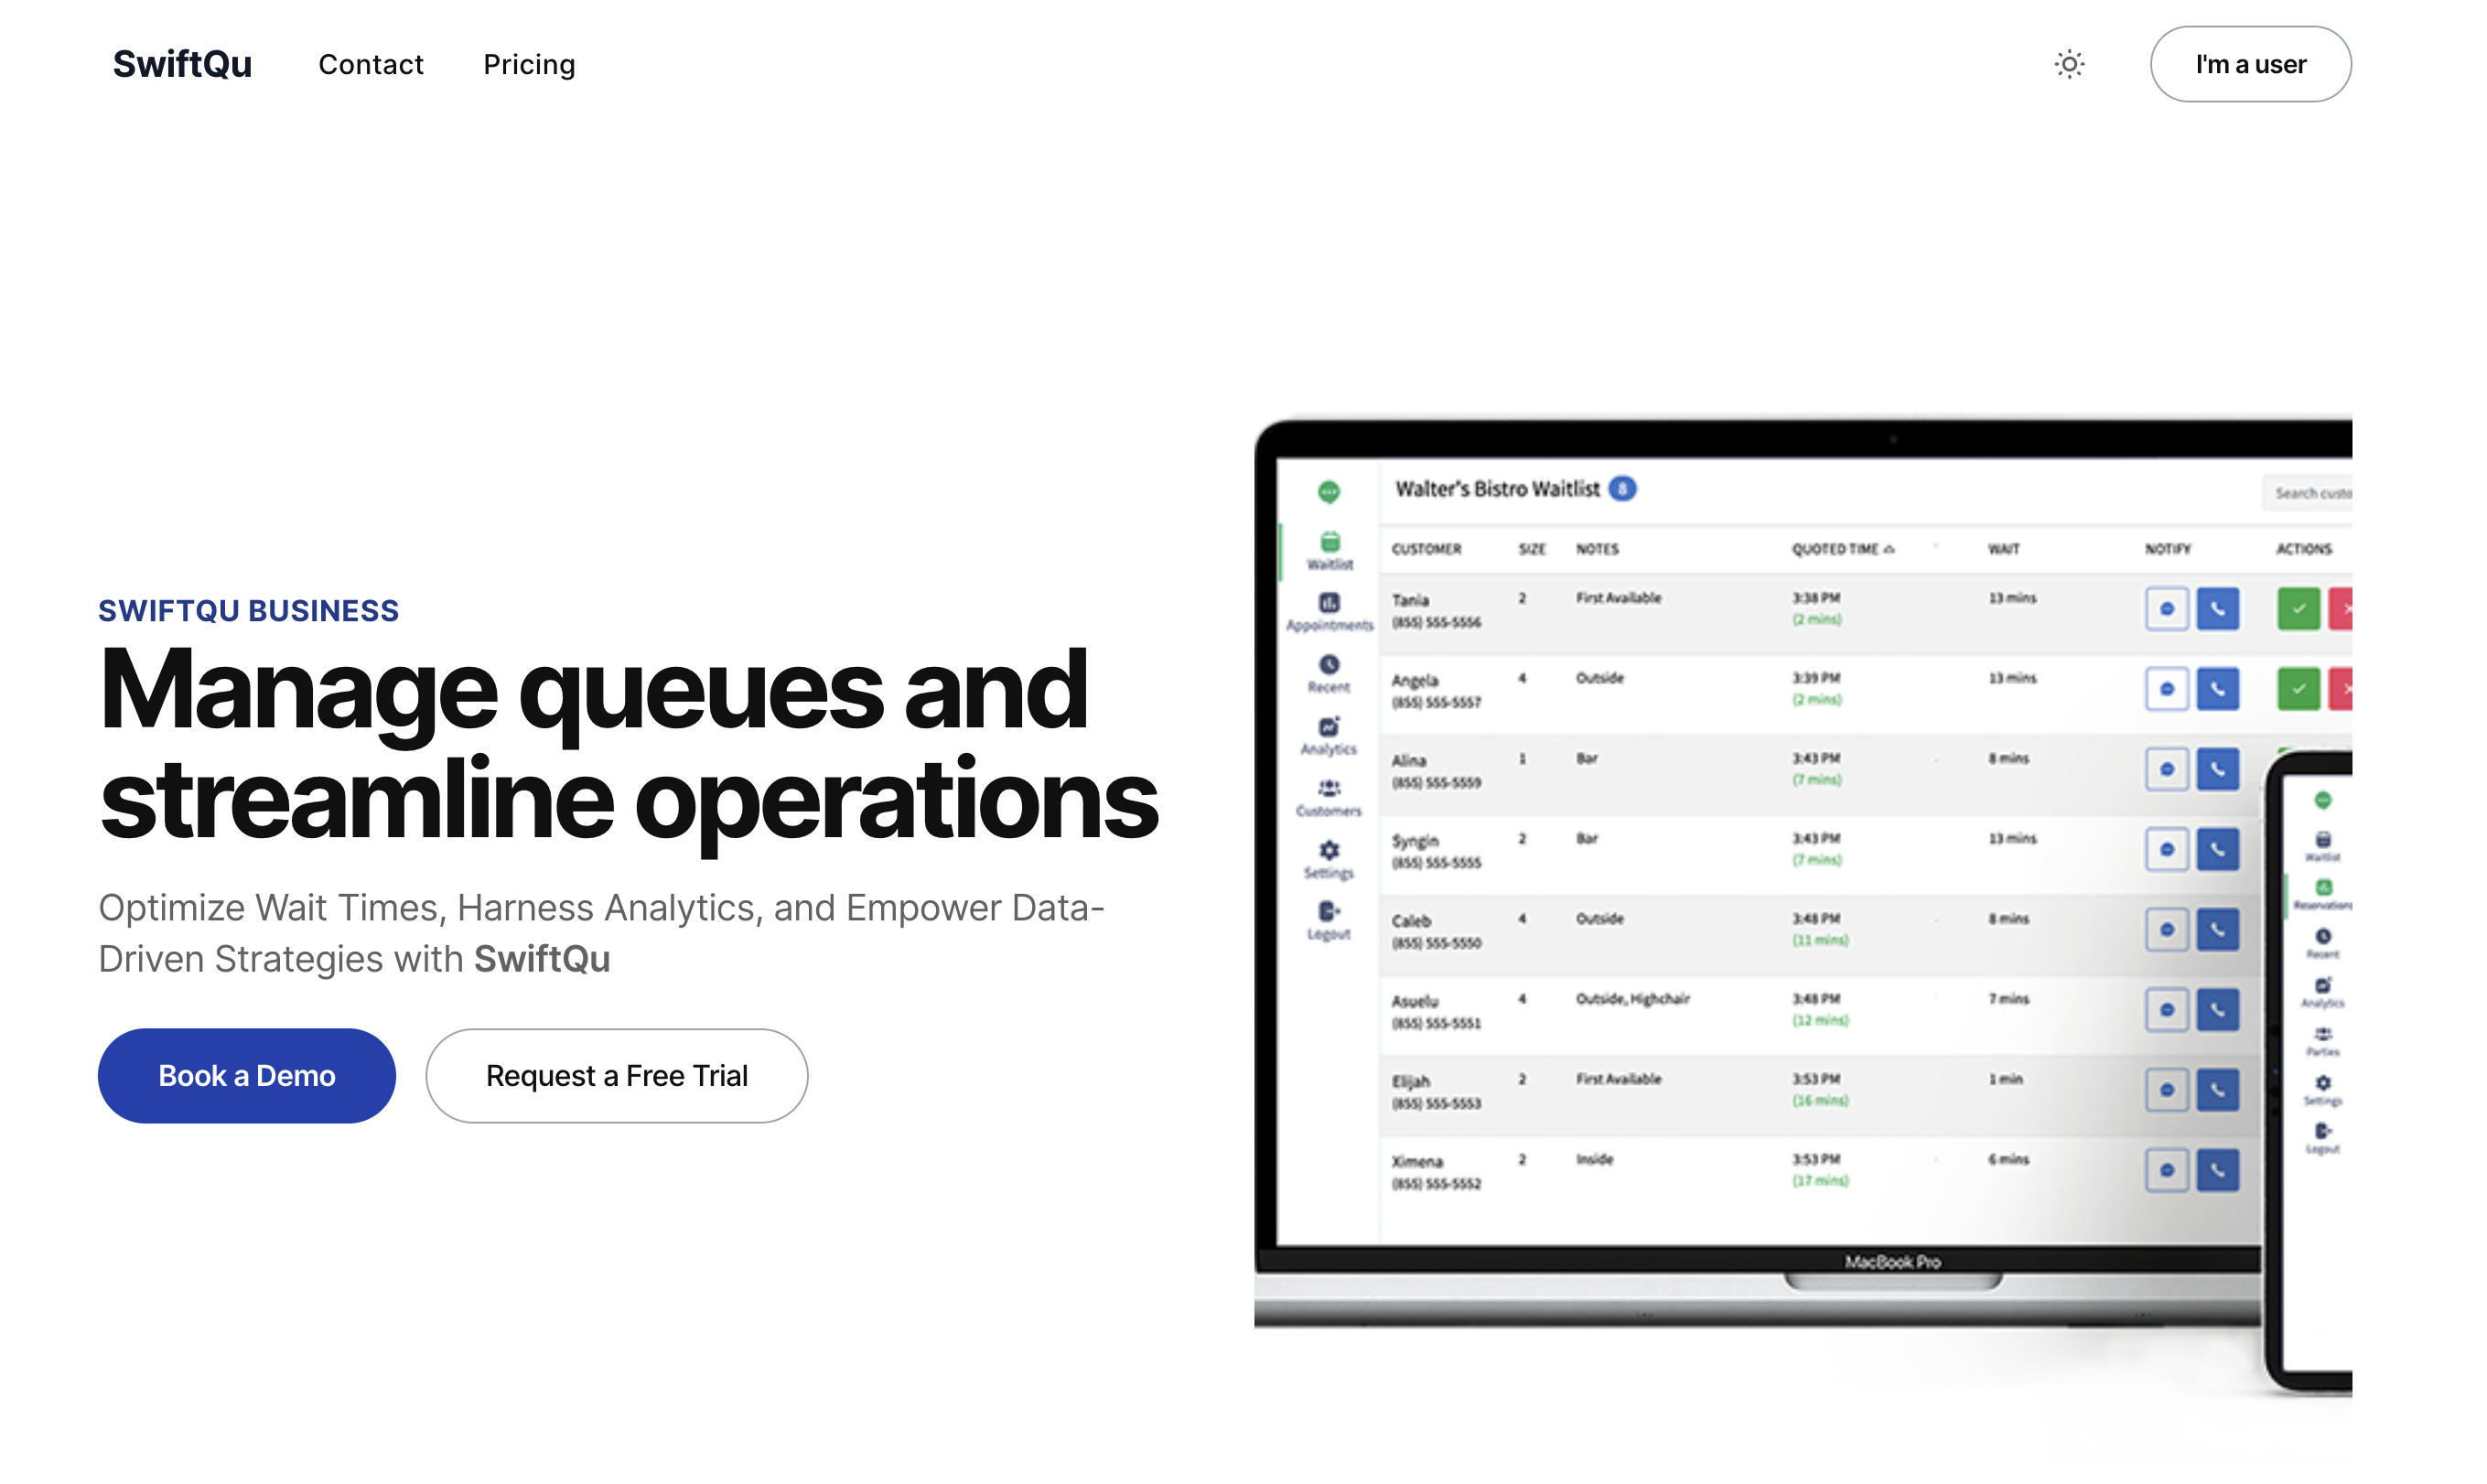 SwiftQu Contact Pricing I'm a user
SWIFTQU BUSINESS
Manage queues and
streamline operations
Optimize Wait Times, Harness Analytics, and Empower Data-
Driven Strategies with SwiftQu
Book a Demo Request a Free Trial
Walter's Bistro Waitlist 8
Search custo
Waitlist
Appointments
Recent
Analytics
Customers
Settings
Logout
CUSTOMER SIZE NOTES QUOTED TIME WAIT NOTIFY ACTIONS
Tania 2 First Available 3:38 PM 13 mins
(855) 555-5556 (2 mins)
Angela 4 Outside 3:39 PM 13 mins
(855) 555-5557 (2 mins)
Alina 1 Bar 3:43 PM 8 mins
(855) 555-5559 (7 mins)
Syngin 2 Bar 3:43 PM 13 mins
(855) 555-5555 (7 mins)
Caleb 4 Outside 3:48 PM 8 mins
(855) 555-5550 (11 mins)
Asuelu 4 Outside, Highchair 3:48 PM 7 mins
(855) 555-5551 (12 mins)
Elijah 2 First Available 3:53 PM 1 min
(855) 555-5553 (16 mins)
Ximena 2 Inside 3:53 PM 6 mins
(855) 555-5552 (17 mins)
MacBook Pro
Waitlist
Reservations
Recent
Analytics
Parties
Settings
Logout